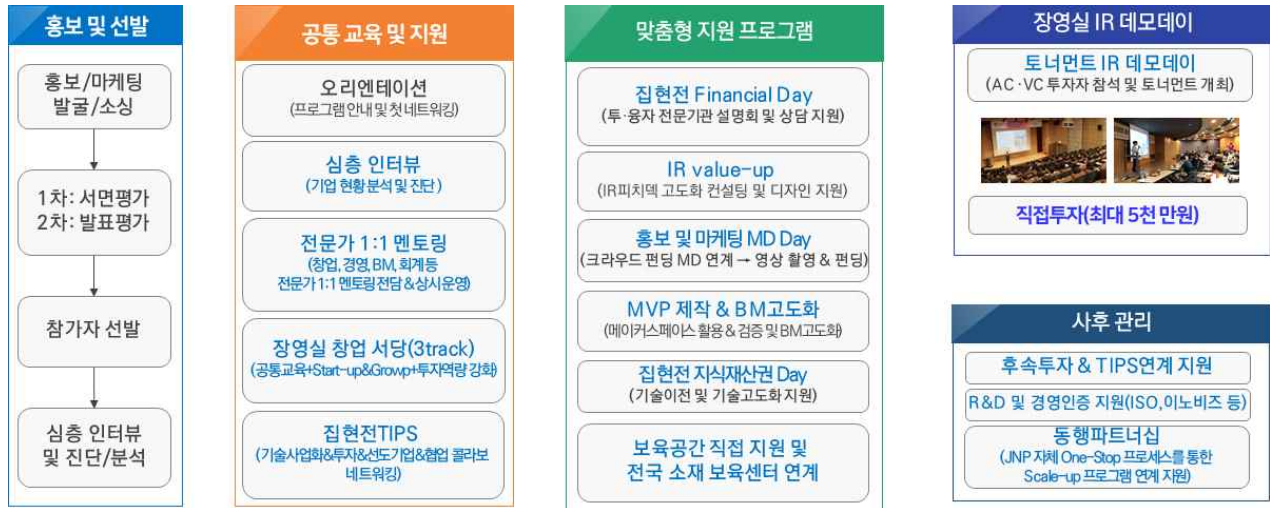 홍보 및 선발
홍보/마케팅
발굴/소싱
1차: 서면평가
2차: 발표평가
참가자 선발
심층 인터뷰
및 진단/분석
공통 교육 및 지원
오리엔테이션
(프로그램 안내 및 첫 네트워킹)
심층 인터뷰
(기업 현황 분석 및 진단 )
전문가 1:1 멘토링
(창업, 경영, BM, 회계 등
전문가 1:1 멘토링 전담 & 상시 운영)
장영실 창업 서당(3track)
(공통교육+Start-up&Growp+투자역량 강화)
집현전TIPS
(기술사업화&투자&선도기업&협업 콜라보
네트워킹)
맞춤형 지원 프로그램
집현전 Financial Day
(투·융자 전문기관 설명회 및 상담 지원)
IR value-up
(IR피치덱 고도화 컨설팅 및 디자인 지원)
홍보 및 마케팅 MD Day
(크라우드 펀딩 MD 연계 → 영상 촬영 & 펀딩)
MVP 제작 & BM고도화
(메이커스페이스 활용 & 검증 및 BM고도화)
집현전 지식재산권 Day
(기술이전 및 기술고도화 지원)
보육공간 직접 지원 및
전국 소재 보육센터 연계
장영실 IR 데모데이
토너먼트 IR 데모데이
(AC·VC 투자자 참석 및 토너먼트 개최)
직접투자(최대 5천 만원)
사후 관리
후속투자 & TIPS연계 지원
R&D 및 경영인증 지원(ISO,이노비즈 등)
동행파트너십
(JNP 자체 One-Stop 프로세스를 통한
Scale-up 프로그램 연계 지원)